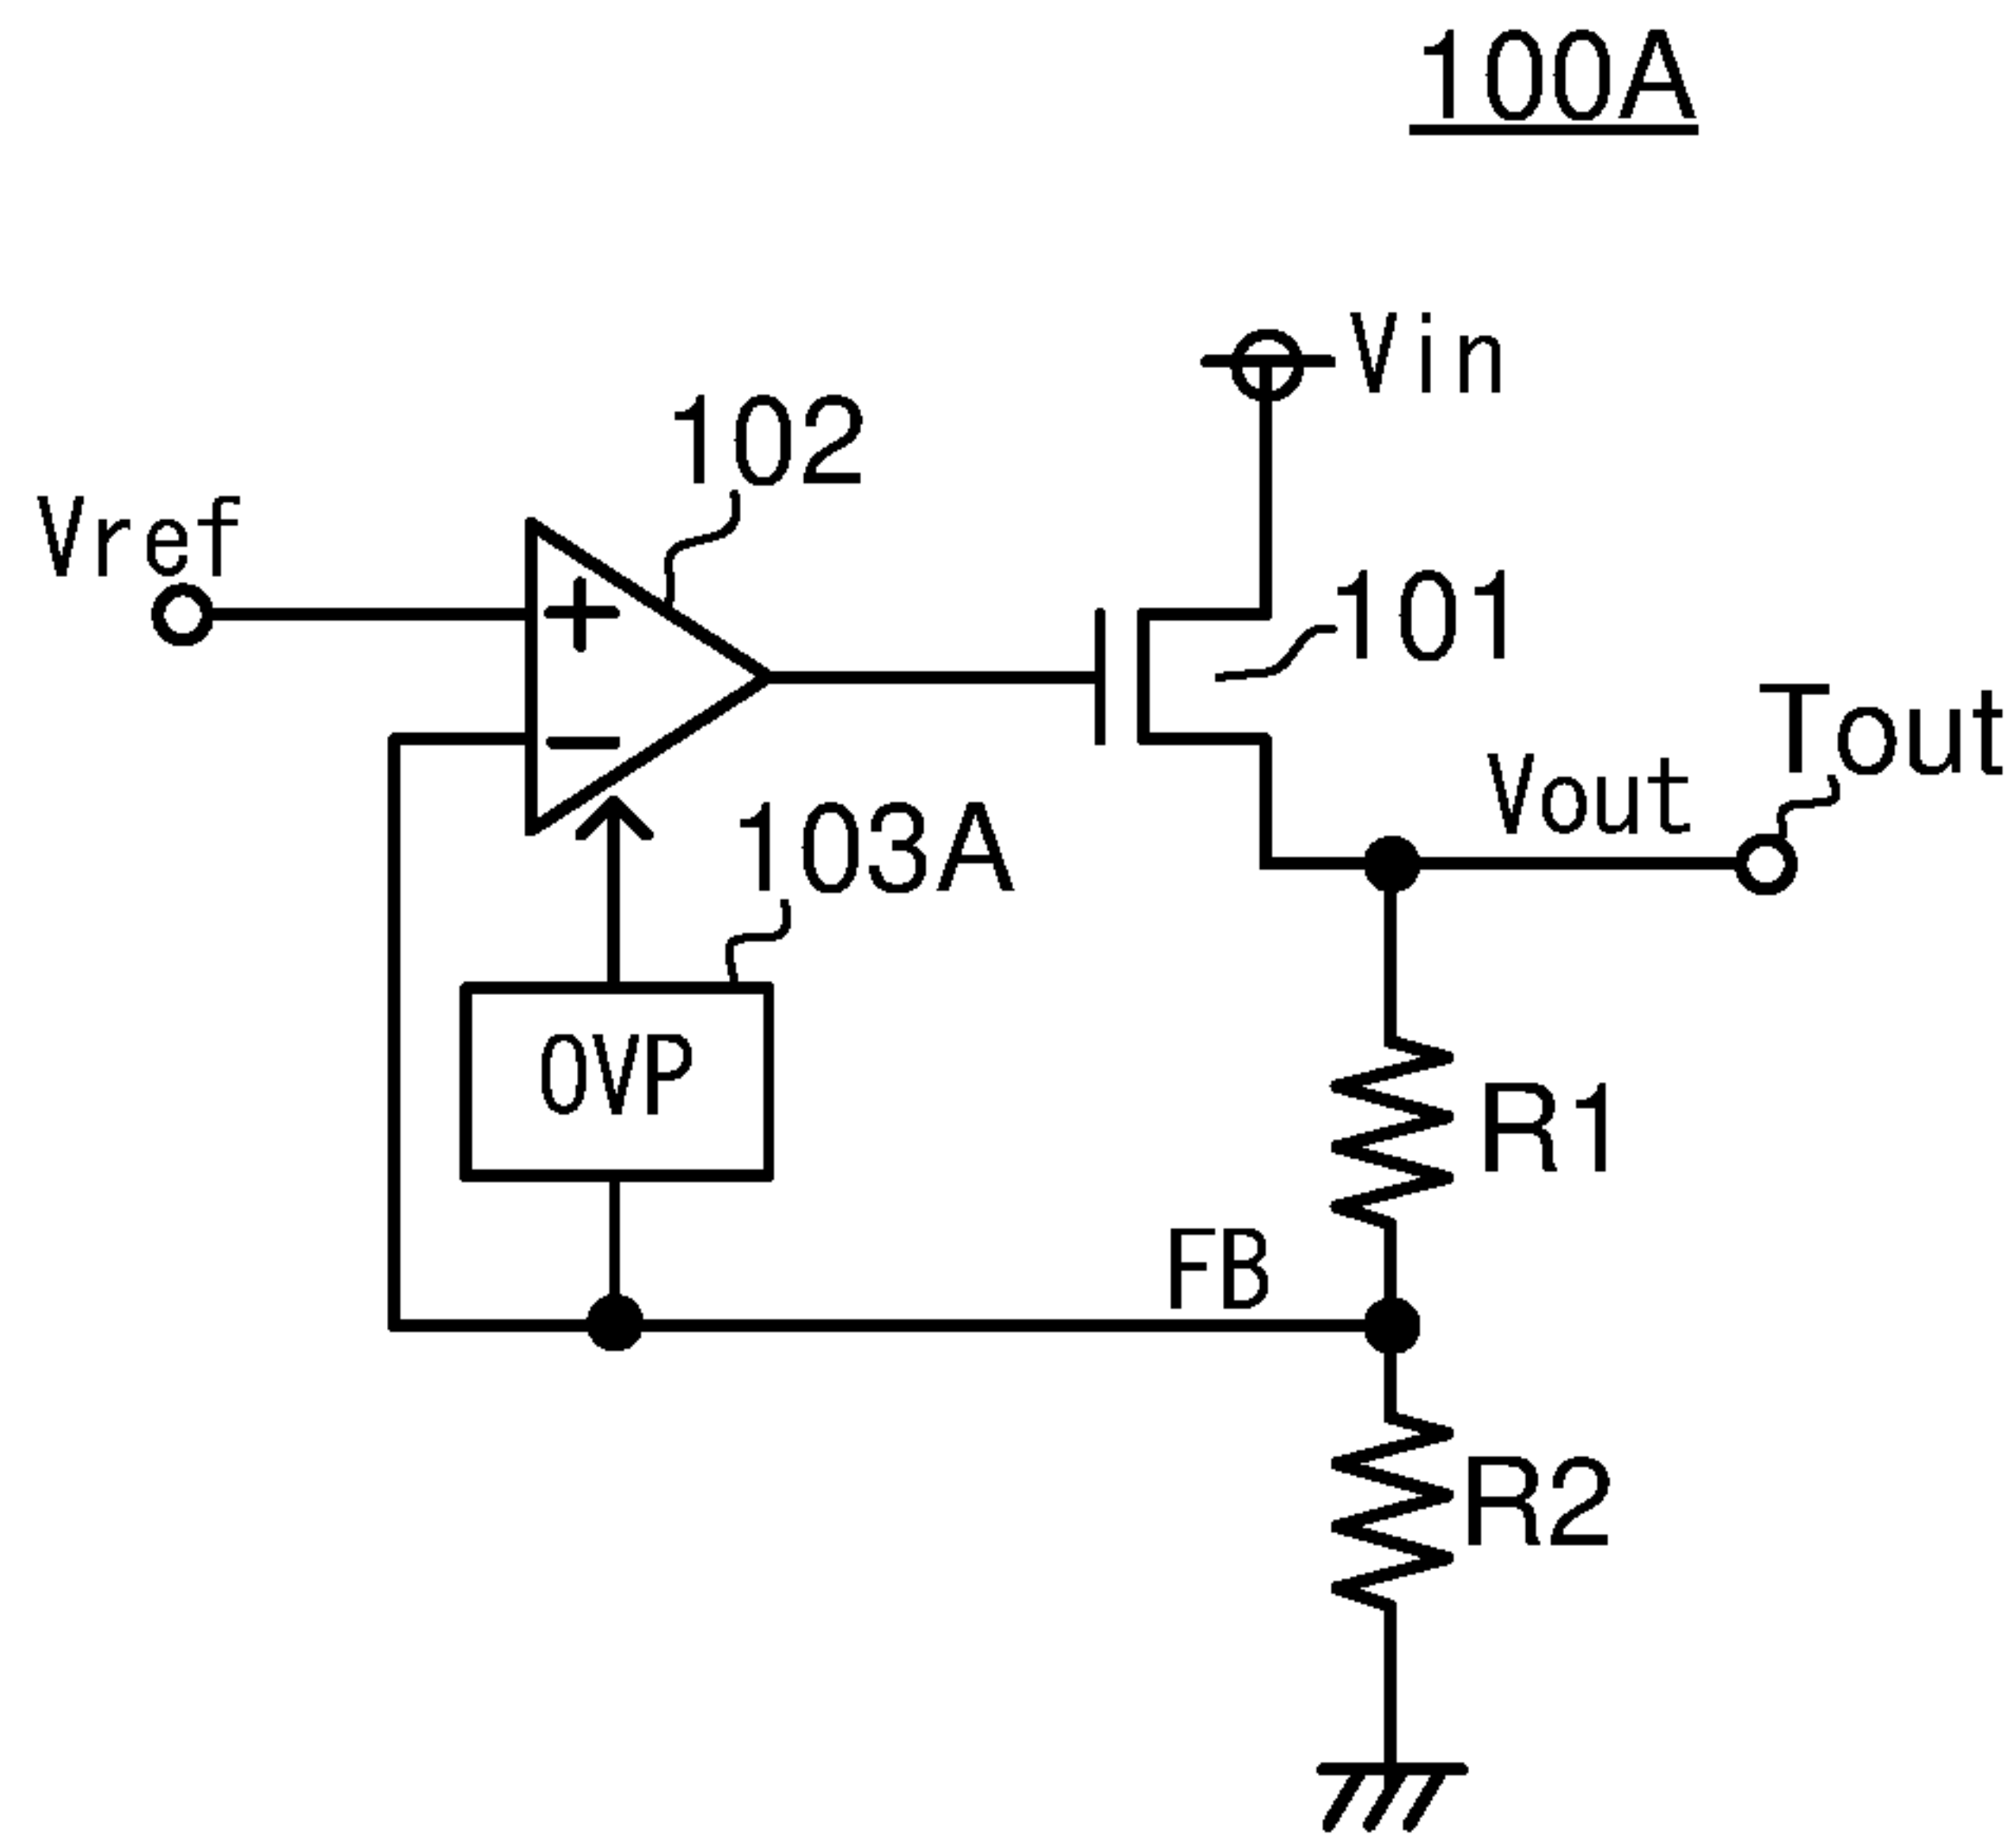 100A
Vin
102
Vref
+
101
Tout
−
Vout
103A
OVP
R1
FB
R2